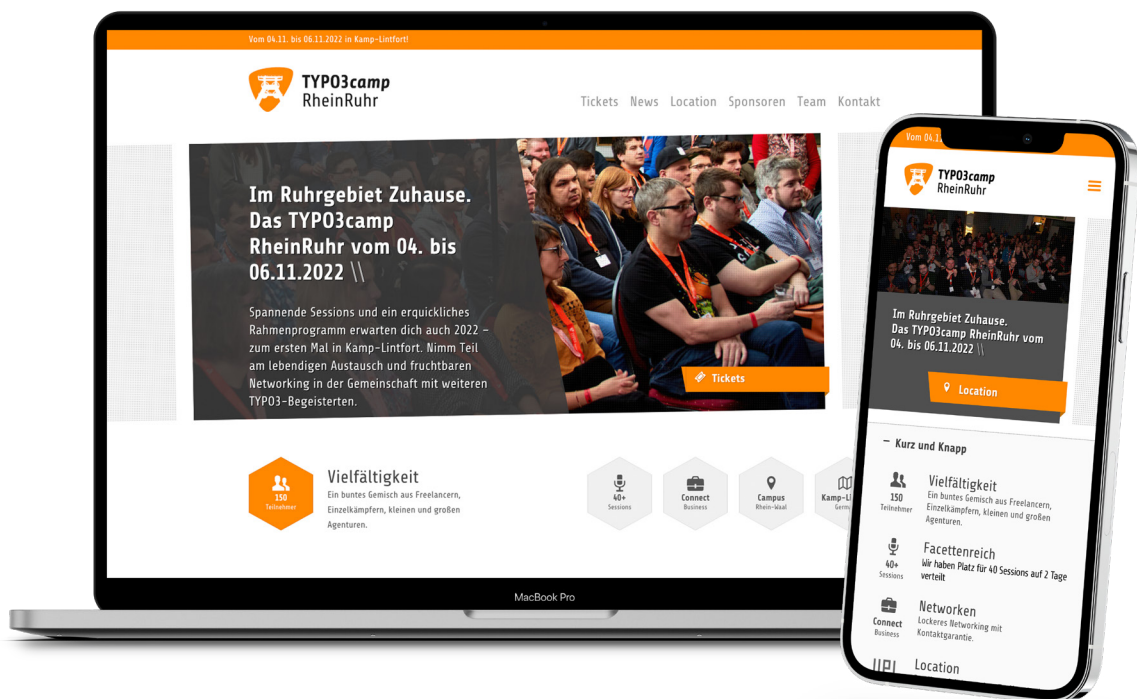 Vom 04.11. bis 06.11.2022 in Kamp-Lintfort!
TYPO3camp
RheinRuhr
Tickets News Location Sponsoren Team Kontakt
Im Ruhrgebiet Zuhause.
Das TYPO3camp
RheinRuhr vom 04. bis
06.11.2022 \\
Spannende Sessions und ein erquickliches
Rahmenprogramm erwarten dich auch 2022 –
zum ersten Mal in Kamp-Lintfort. Nimm Teil
am lebendigen Austausch und fruchtbaren
Networking in der Gemeinschaft mit weiteren
TYPO3-Begeisterten.
Tickets
150
Teilnehmer
Vielfältigkeit
Ein buntes Gemisch aus Freelancern,
Einzelkämpfern, kleinen und großen
Agenturen.
40+
Sessions
Connect
Business
Campus
Rhein-Waal
Kamp-Li
Germ
MacBook Pro
Vom 04.1
TYPO3camp
RheinRuhr
Im Ruhrgebiet Zuhause.
Das TYPO3camp RheinRuhr vom
04. bis 06.11.2022 \\
Location
– Kurz und Knapp
150
Teilnehmer
Vielfältigkeit
Ein buntes Gemisch aus Freelancern,
Einzelkämpfern, kleinen und großen
Agenturen.
40+
Sessions
Facettenreich
Wir haben Platz für 40 Sessions auf 2 Tage
verteilt
Connect
Business
Networken
Lockeres Networking mit
Kontaktgarantie.
Location